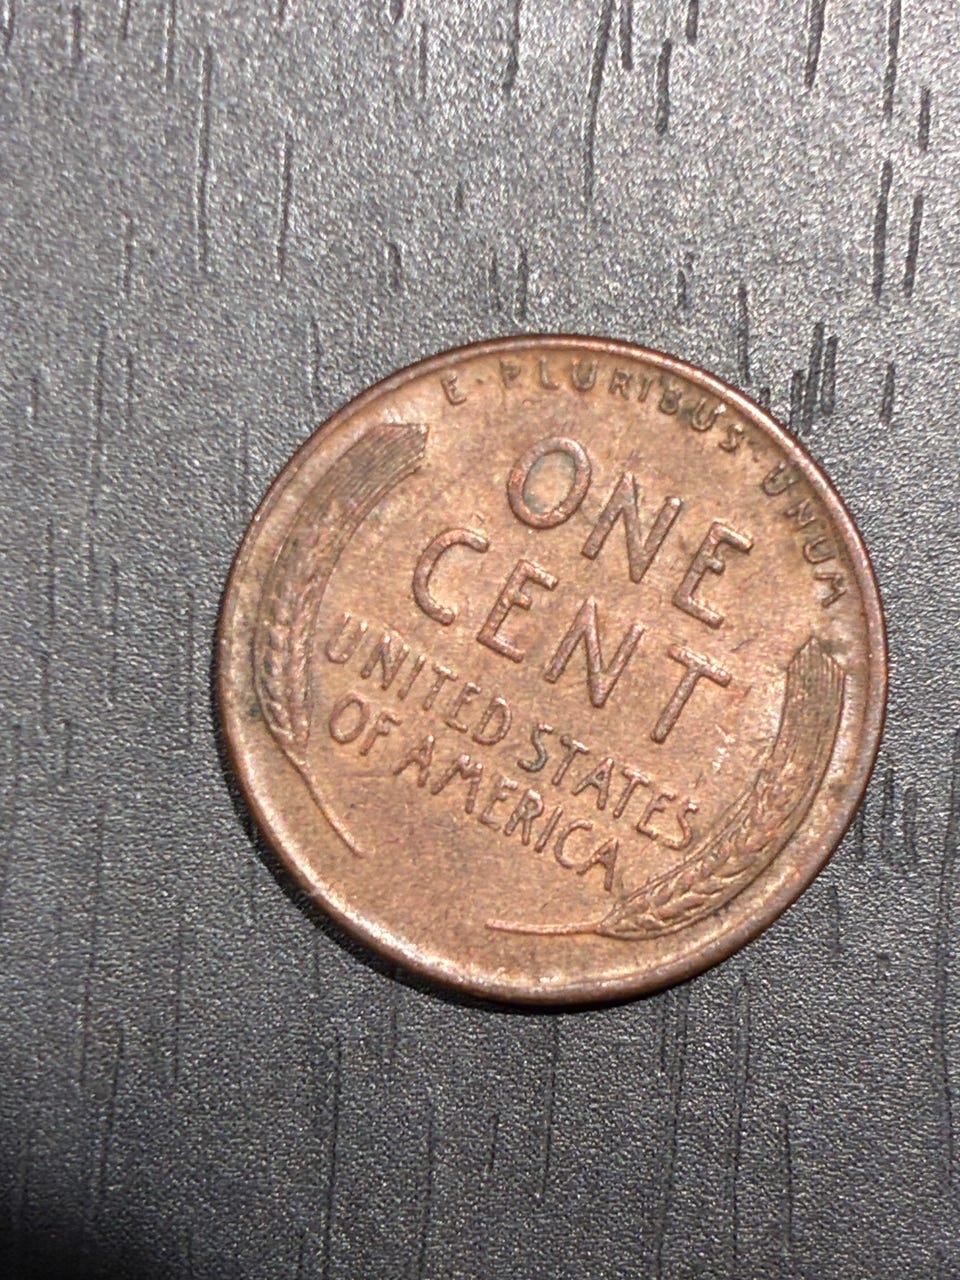 E·PLURIBUS·UNUM
ONE
CENT
UNITED STATES
OF AMERICA